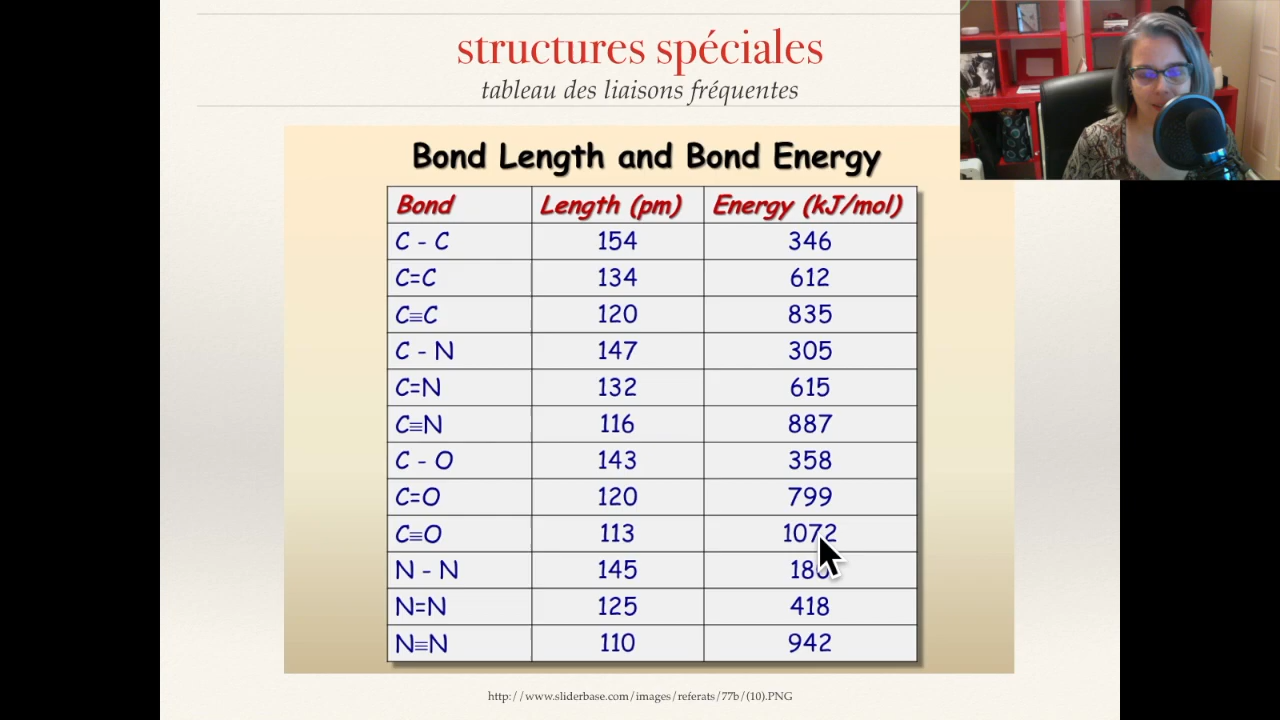 structures spéciales
tableau des liaisons fréquentes
Bond Length and Bond Energy
Bond Length (pm) Energy (kJ/mol)
C - C 154 346
C=C 134 612
C≡C 120 835
C - N 147 305
C=N 132 615
C≡N 116 887
C - O 143 358
C=O 120 799
C≡O 113 1072
N - N 145
N=N 125 418
N≡N 110 942
http://www.sliderbase.com/images/referats/77b/(10).PNG